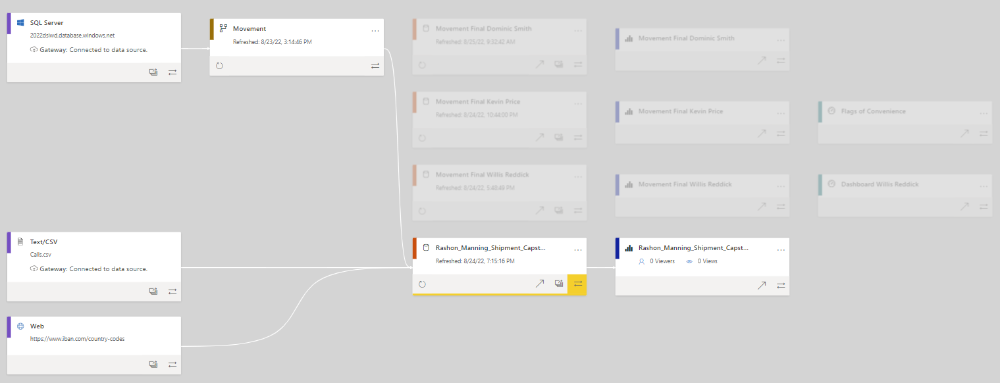 SQL Server
2022dsiwd.database.windows.net
Gateway: Connected to data source.
Movement
Refreshed: 8/23/22, 3:14:46 PM
Movement Final Dominic Smith
Refreshed: 8/25/22, 9:32:42 AM
Movement Final Dominic Smith
Movement Final Kevin Price
Refreshed: 8/24/22, 10:44:00 PM
Movement Final Kevin Price
Flags of Convenience
Movement Final Willis Reddick
Refreshed: 8/24/22, 5:48:49 PM
Movement Final Willis Reddick
Dashboard Willis Reddick
Text/CSV
Calls.csv
Gateway: Connected to data source.
Rashon_Manning_Shipment_Capst...
Refreshed: 8/24/22, 7:15:16 PM
Rashon_Manning_Shipment_Capst...
0 Viewers 0 Views
Web
https://www.iban.com/country-codes